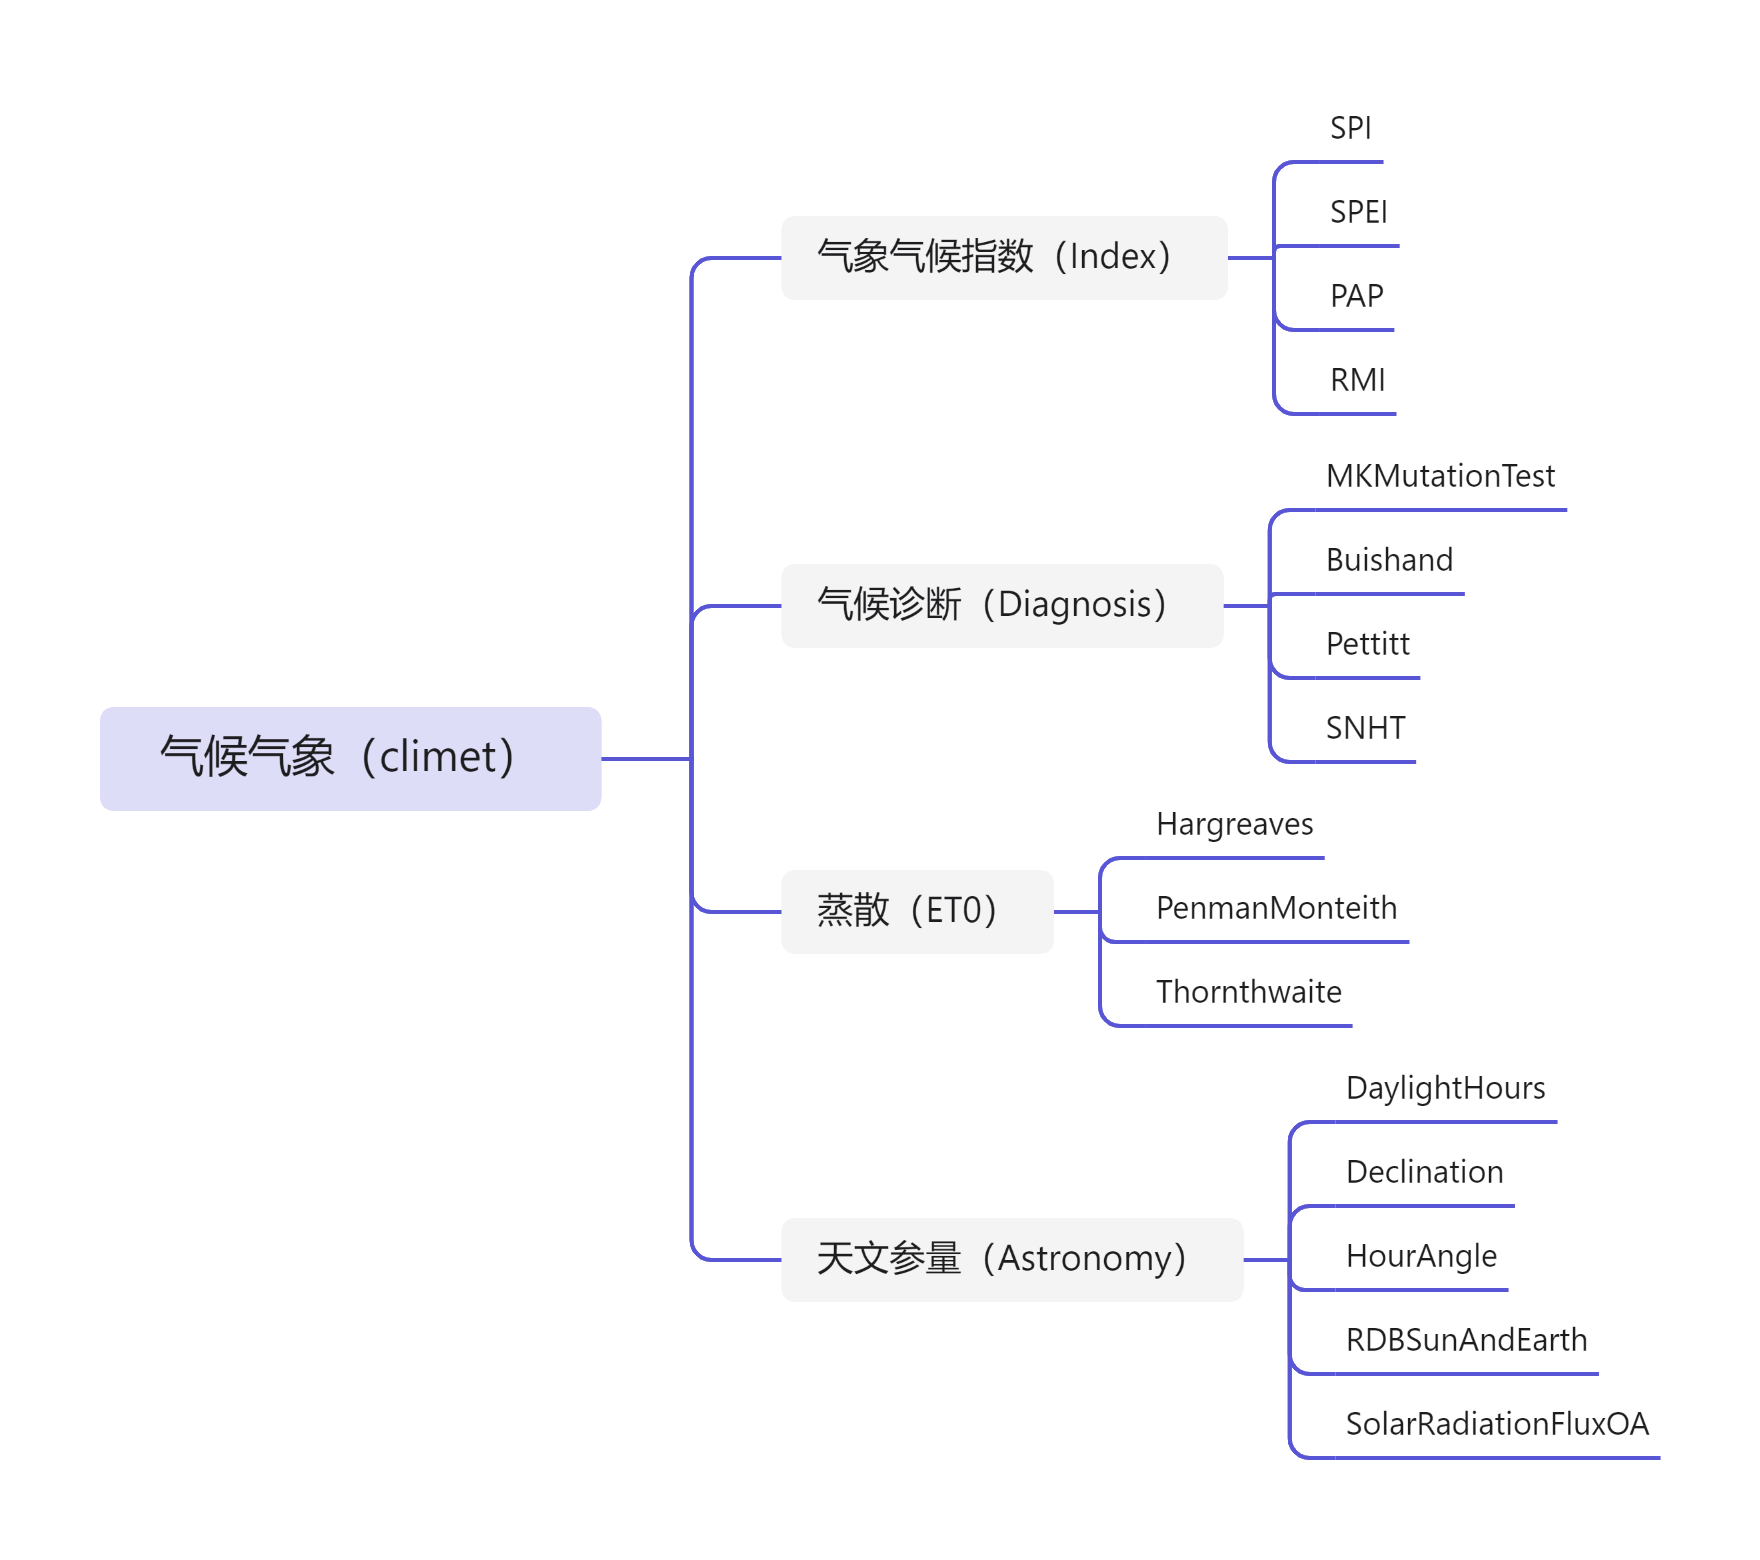 气候气象（climet）
气象气候指数（Index）
SPI
SPEI
PAP
RMI
气候诊断（Diagnosis）
MKMutationTest
Buishand
Pettitt
SNHT
蒸散（ET0）
Hargreaves
PenmanMonteith
Thornthwaite
天文参量（Astronomy）
DaylightHours
Declination
HourAngle
RDBSunAndEarth
SolarRadiationFluxOA